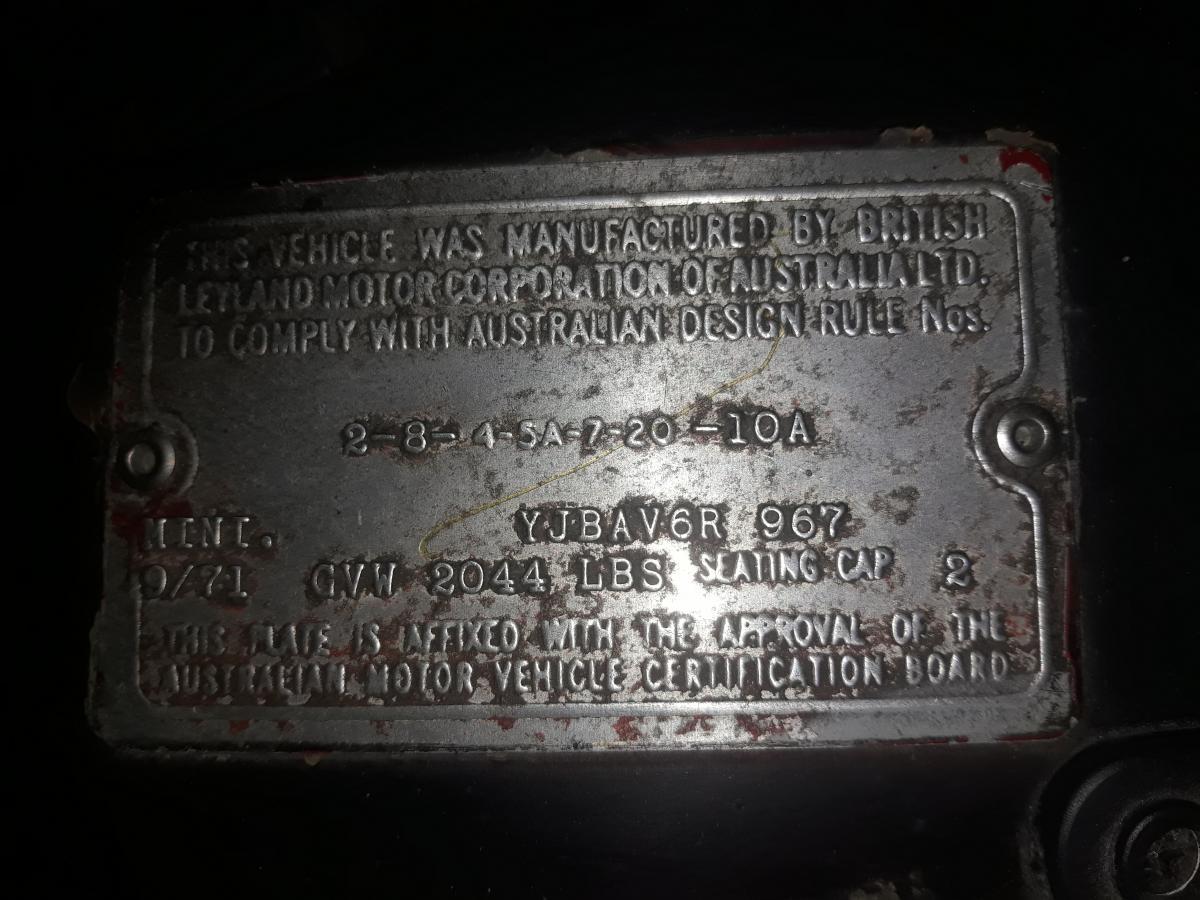 THIS VEHICLE WAS MANUFACTURED BY BRITISH
LEYLAND MOTOR CORPORATION OF AUSTRALIA LTD.
TO COMPLY WITH AUSTRALIAN DESIGN RULE Nos.
2-8-4-5A-7-20-10A
MINI. YJBAV6R 967
9/71 GVW 2044 LBS SEATING CAP 2
THIS PLATE IS AFFIXED WITH THE APPROVAL OF THE
AUSTRALIAN MOTOR VEHICLE CERTIFICATION BOARD